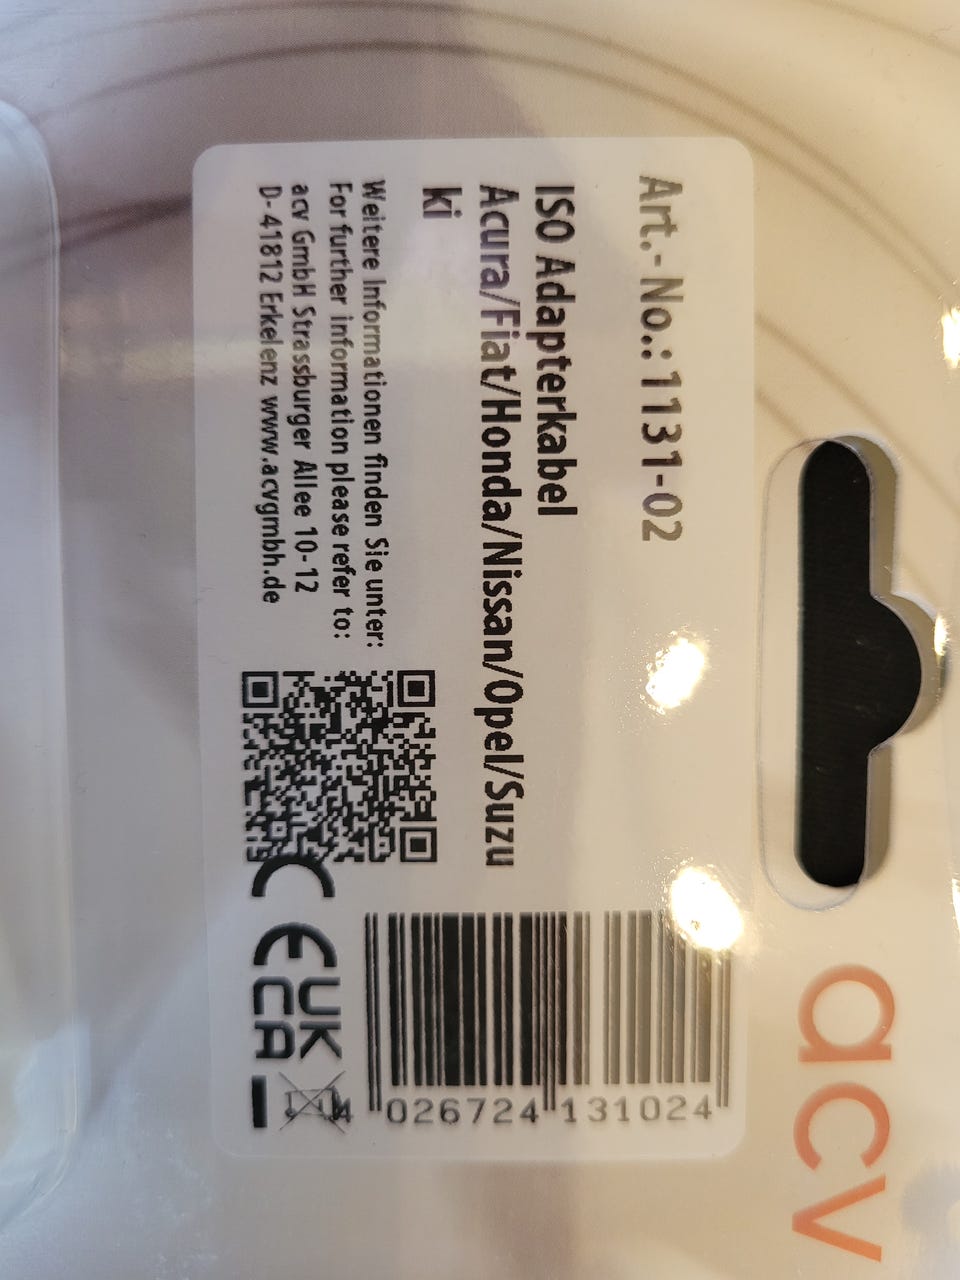 acv
Art.-No.: 1131-02
ISO Adapterkabel
Acura/Fiat/Honda/Nissan/Opel/Suzu
ki
Weitere Informationen finden Sie unter:
For further information please refer to:
acv GmbH Strassburger Allee 10-12
D-41812 Erkelenz www.acvgmbh.de
4 026724 131024
CE
UK
CA